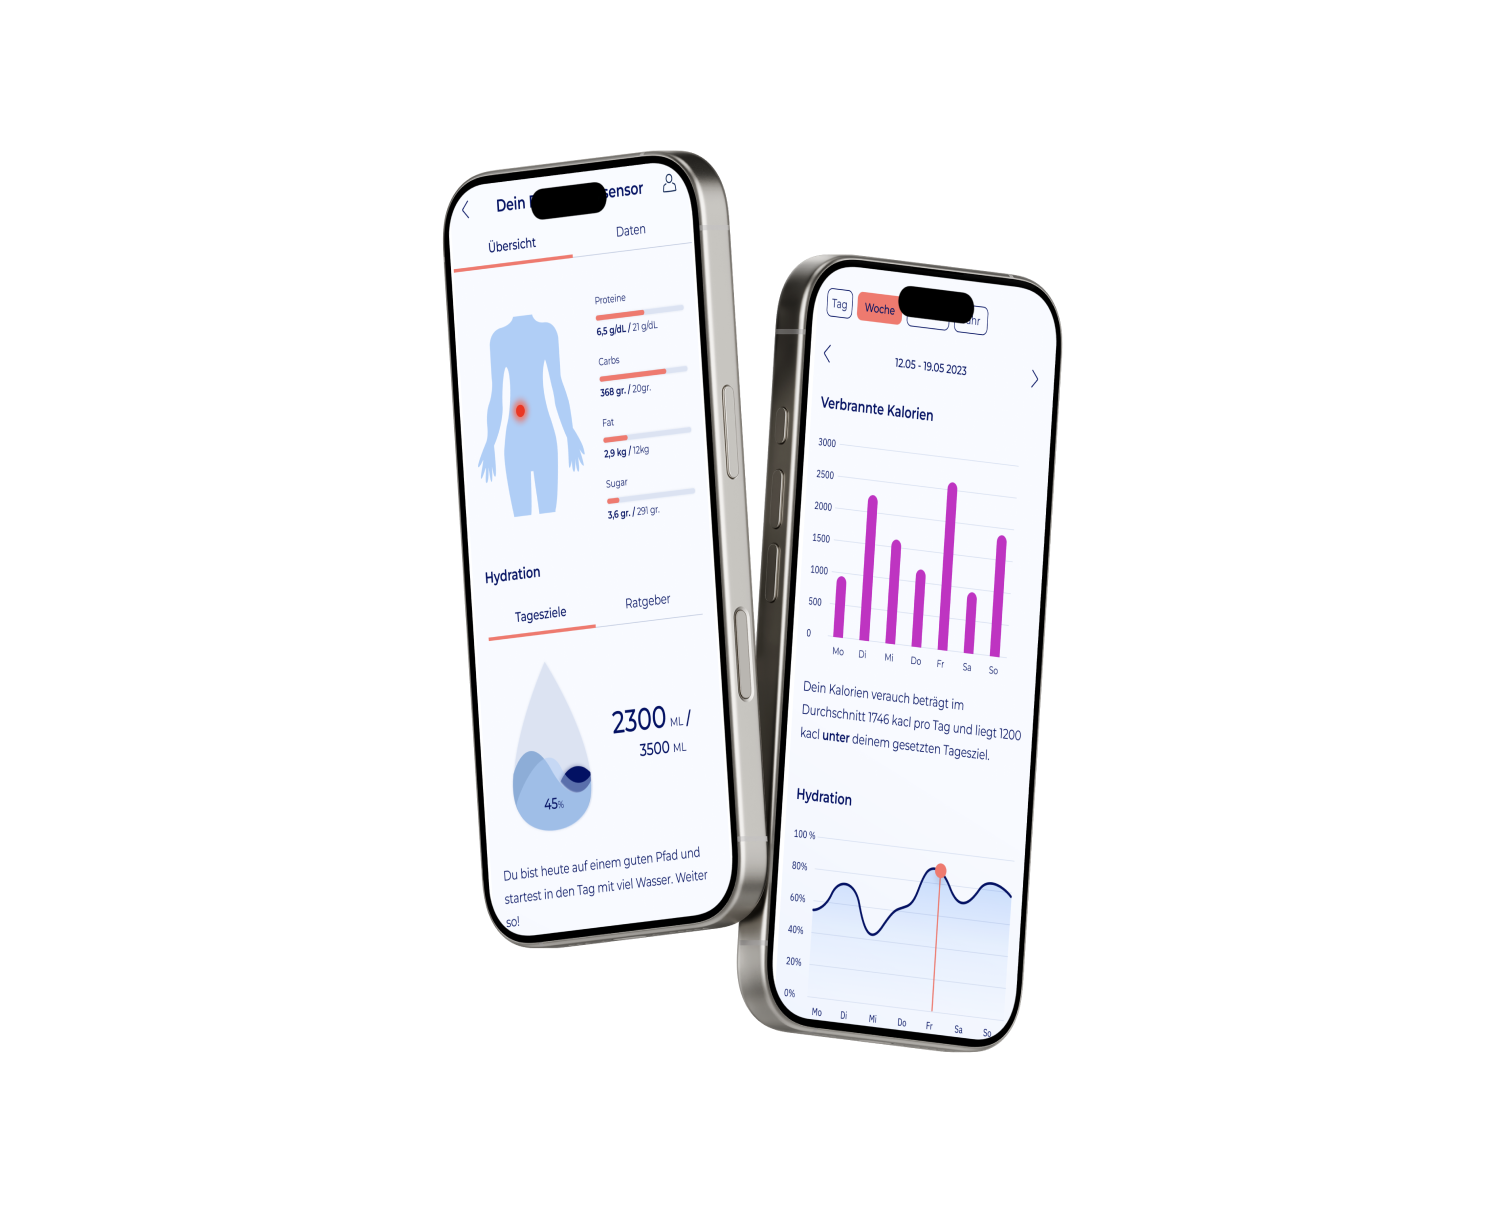 Dein sensor
Übersicht Daten
Proteine
6,5 g/dL / 21 g/dL
Carbs
368 gr. / 20gr.
Fat
2,9 kg / 12kg
Sugar
3,6 gr. / 291 gr.
Hydration
Tagesziele Ratgeber
2300 ML /
3500 ML
45%
Du bist heute auf einem guten Pfad und
startest in den Tag mit viel Wasser. Weiter
so!
Tag Woche
12.05 - 19.05 2023
Verbrannte Kalorien
3000
2500
2000
1500
1000
500
0
Mo Di Mi Do Fr Sa So
Dein Kalorien verauch beträgt im
Durchschnitt 1746 kacl pro Tag und liegt 1200
kacl unter deinem gesetzten Tagesziel.
Hydration
100 %
80%
60%
40%
20%
0%
Mo Di Mi Do Fr Sa So